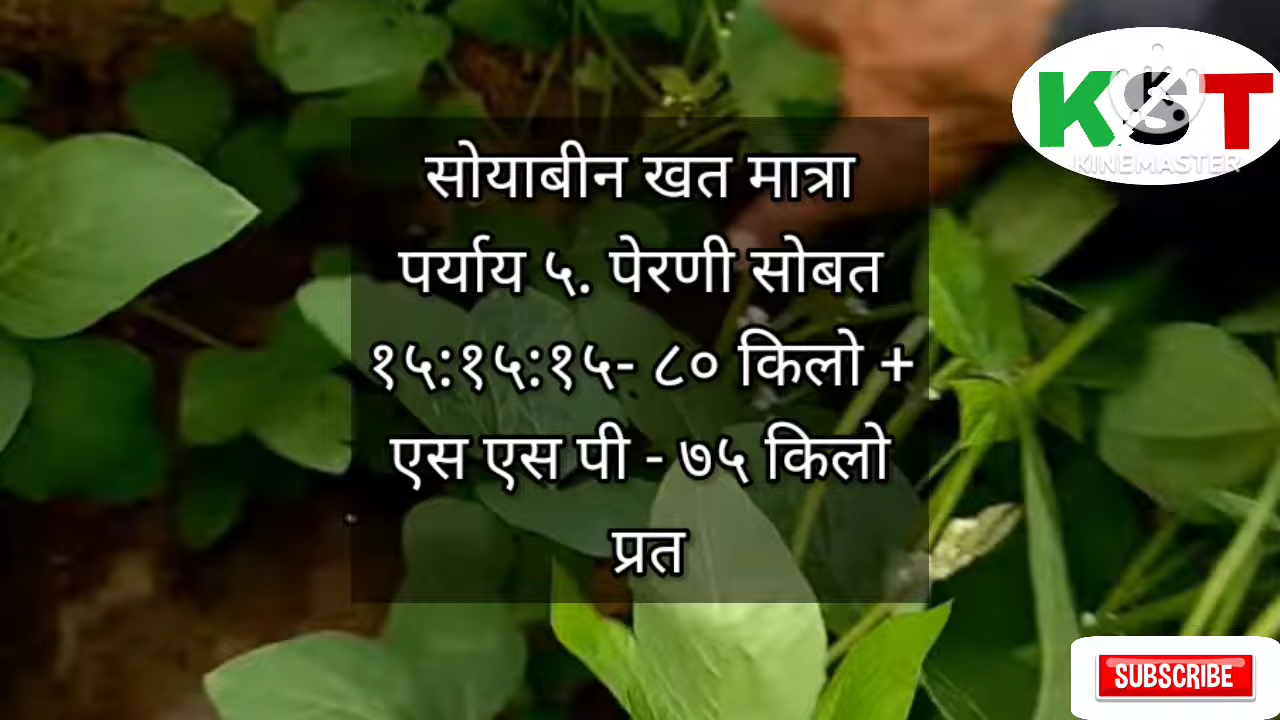 सोयाबीन खत मात्रा
पर्याय ५. पेरणी सोबत
१५:१५:१५- ८० किलो +
एस एस पी - ७५ किलो
प्रत
KST
KINEMASTER
SUBSCRIBE